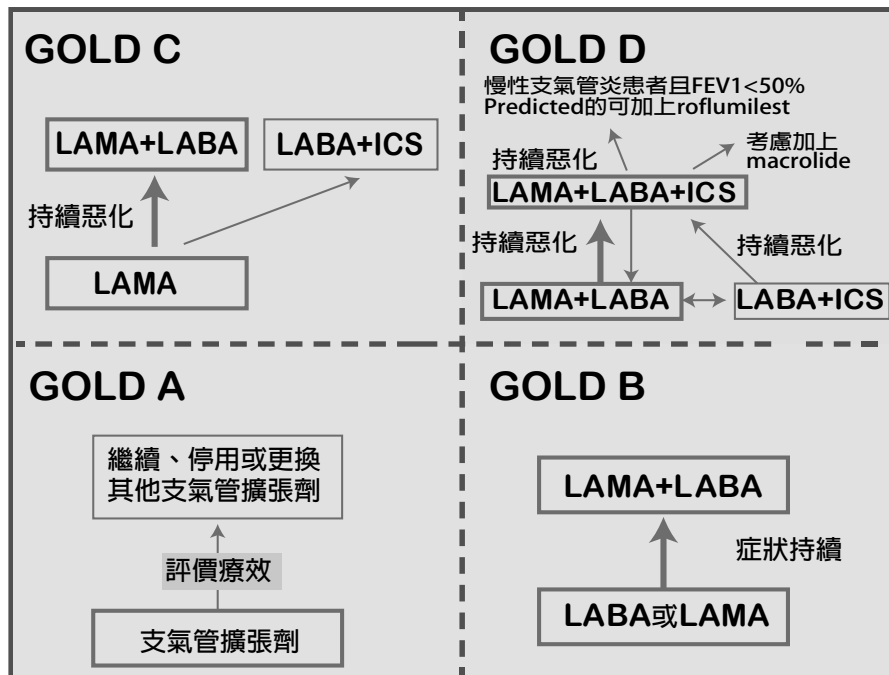 GOLD C
LAMA+LABA
LABA+ICS
持續惡化
LAMA
GOLD D
慢性支氣管炎患者且FEV1<50%
Predicted的可加上roflumilest
持續惡化
考慮加上
macrolide
LAMA+LABA+ICS
持續惡化
持續惡化
LAMA+LABA
LABA+ICS
GOLD A
繼續、停用或更換
其他支氣管擴張劑
評價療效
支氣管擴張劑
GOLD B
LAMA+LABA
症狀持續
LABA或LAMA